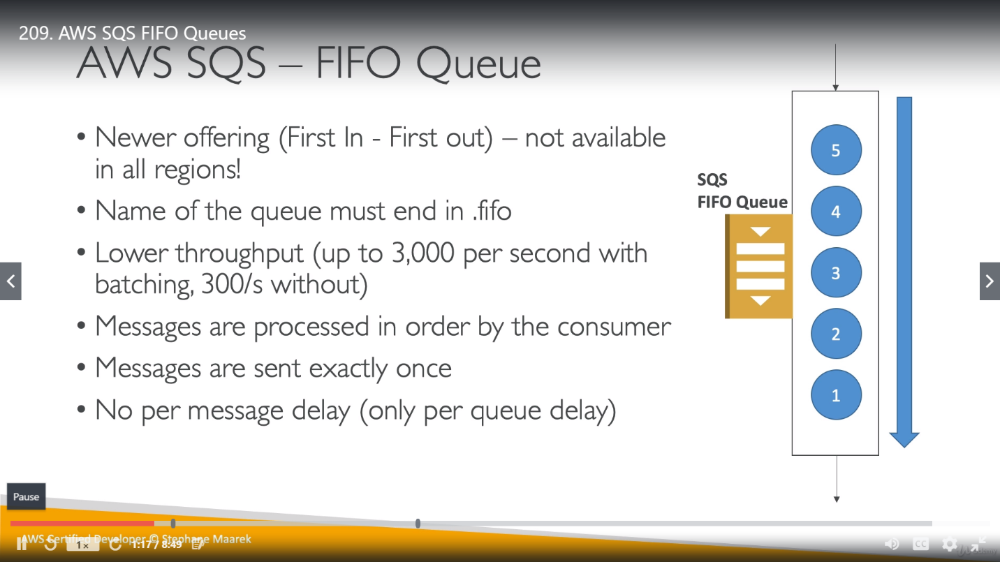 209. AWS SQS FIFO Queues
AWS SQS – FIFO Queue
• Newer offering (First In - First out) – not available
in all regions!
• Name of the queue must end in .fifo
• Lower throughput (up to 3,000 per second with
batching, 300/s without)
• Messages are processed in order by the consumer
• Messages are sent exactly once
• No per message delay (only per queue delay)
SQS
FIFO Queue
5
4
3
2
1
Pause
AWS Certified Developer © Stephane Maarek
1x
1:17 / 8:49
CC
Udemy